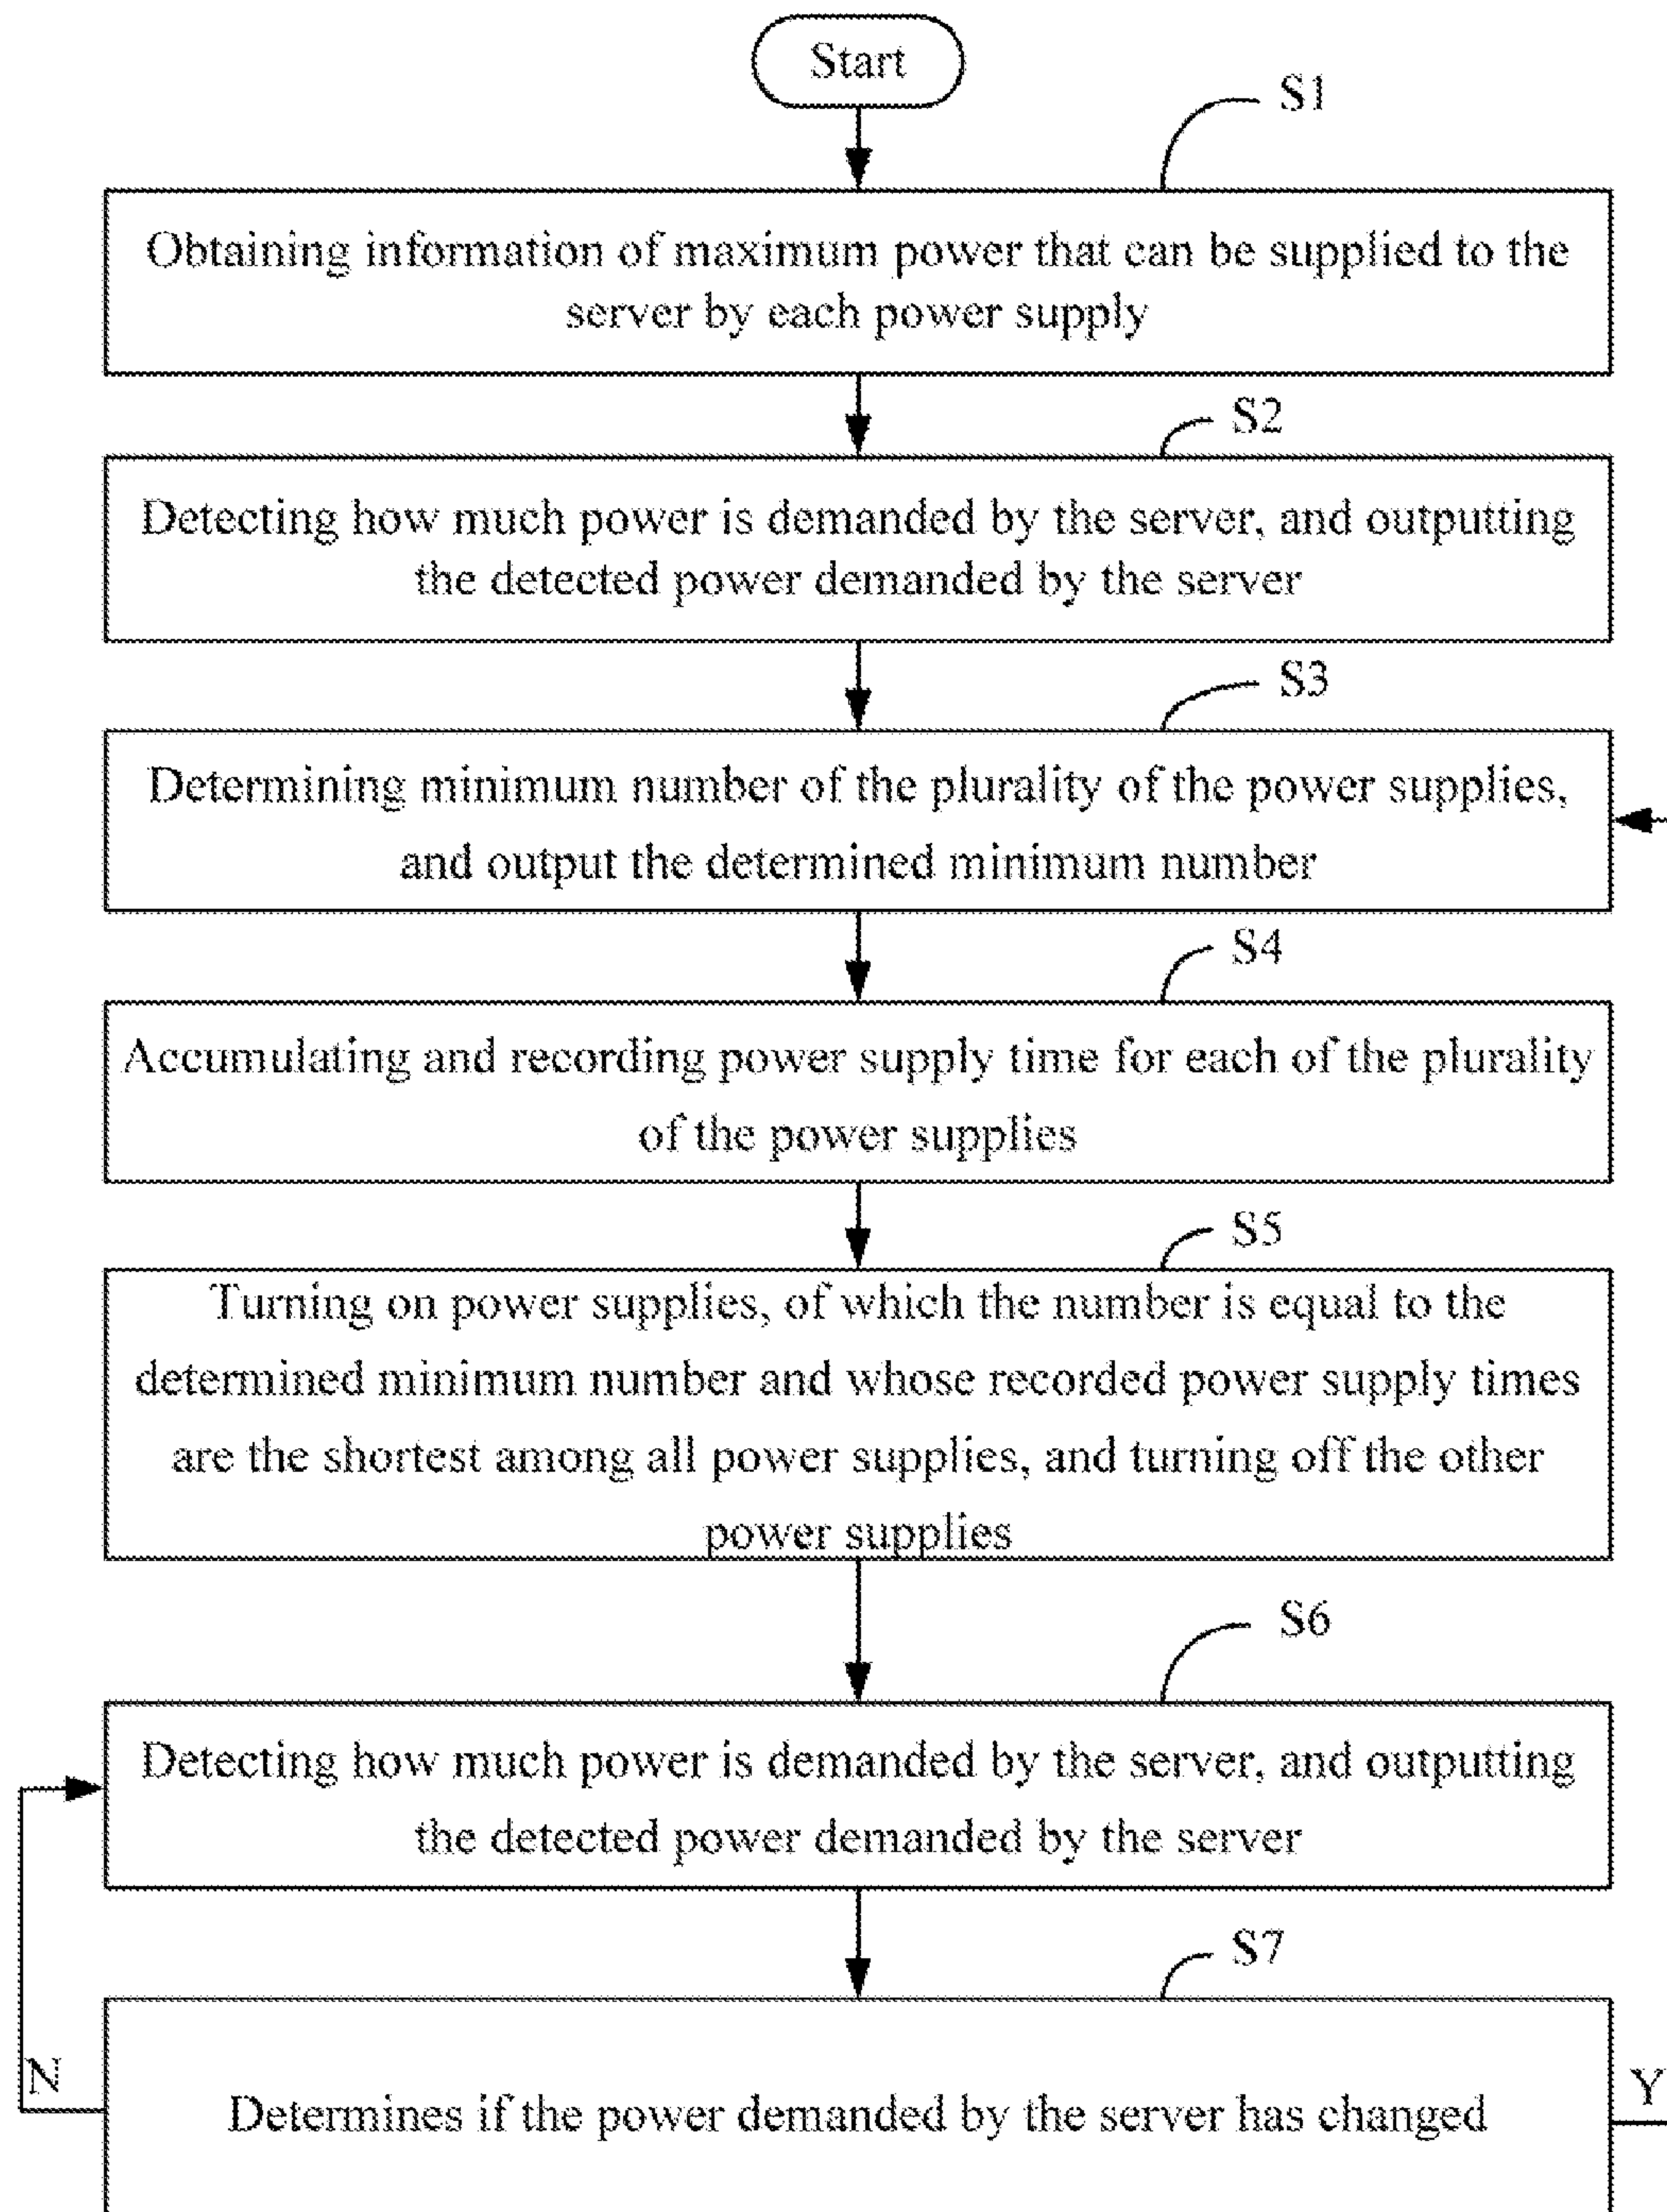 Start
S1
Obtaining information of maximum power that can be supplied to the
server by each power supply
S2
Detecting how much power is demanded by the server, and outputting
the detected power demanded by the server
S3
Determining minimum number of the plurality of the power supplies,
and output the determined minimum number
S4
Accumulating and recording power supply time for each of the plurality
of the power supplies
S5
Turning on power supplies, of which the number is equal to the
determined minimum number and whose recorded power supply times
are the shortest among all power supplies, and turning off the other
power supplies
S6
Detecting how much power is demanded by the server, and outputting
the detected power demanded by the server
S7
N
Y
Determines if the power demanded by the server has changed